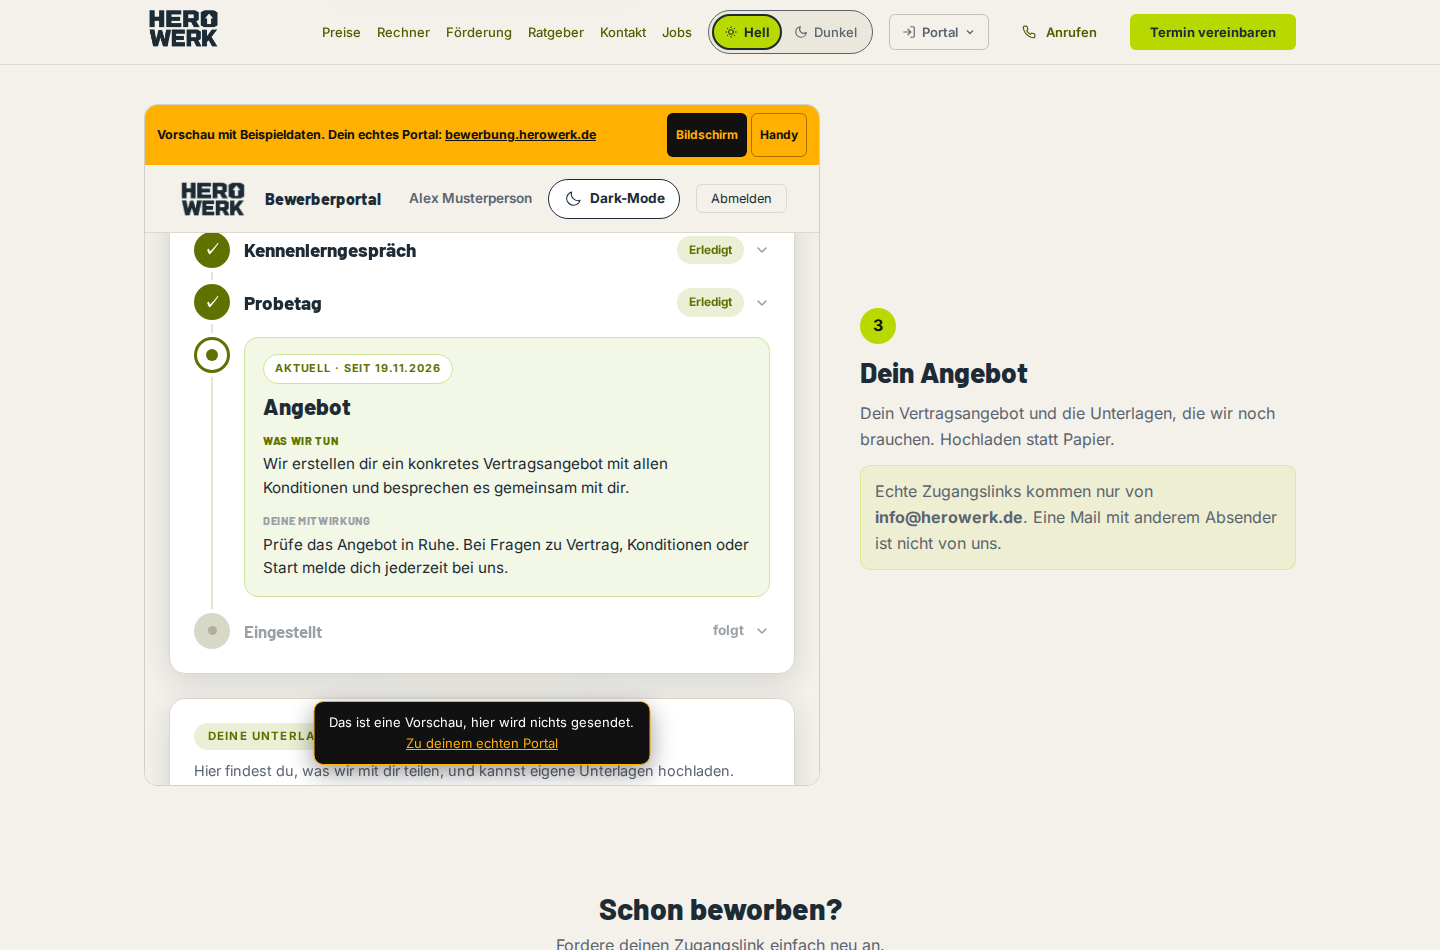 HERO
WERK
Preise
Rechner
Förderung
Ratgeber
Kontakt
Jobs
Hell
Dunkel
Portal
Anrufen
Termin vereinbaren
Vorschau mit Beispieldaten. Dein echtes Portal: bewerbung.herowerk.de
Bildschirm
Handy
HERO
WERK
Bewerberportal
Alex Musterperson
Dark-Mode
Abmelden
Kennenlerngespräch
Erledigt
Probetag
Erledigt
AKTUELL · SEIT 19.11.2026
Angebot
WAS WIR TUN
Wir erstellen dir ein konkretes Vertragsangebot mit allen
Konditionen und besprechen es gemeinsam mit dir.
DEINE MITWIRKUNG
Prüfe das Angebot in Ruhe. Bei Fragen zu Vertrag, Konditionen oder
Start melde dich jederzeit bei uns.
Eingestellt
folgt
DEINE UNTERLA
Das ist eine Vorschau, hier wird nichts gesendet.
Zu deinem echten Portal
Hier findest du, was wir mit dir teilen, und kannst eigene Unterlagen hochladen.
3
Dein Angebot
Dein Vertragsangebot und die Unterlagen, die wir noch
brauchen. Hochladen statt Papier.
Echte Zugangslinks kommen nur von
info@herowerk.de. Eine Mail mit anderem Absender
ist nicht von uns.
Schon beworben?
Fordere deinen Zugangslink einfach neu an.